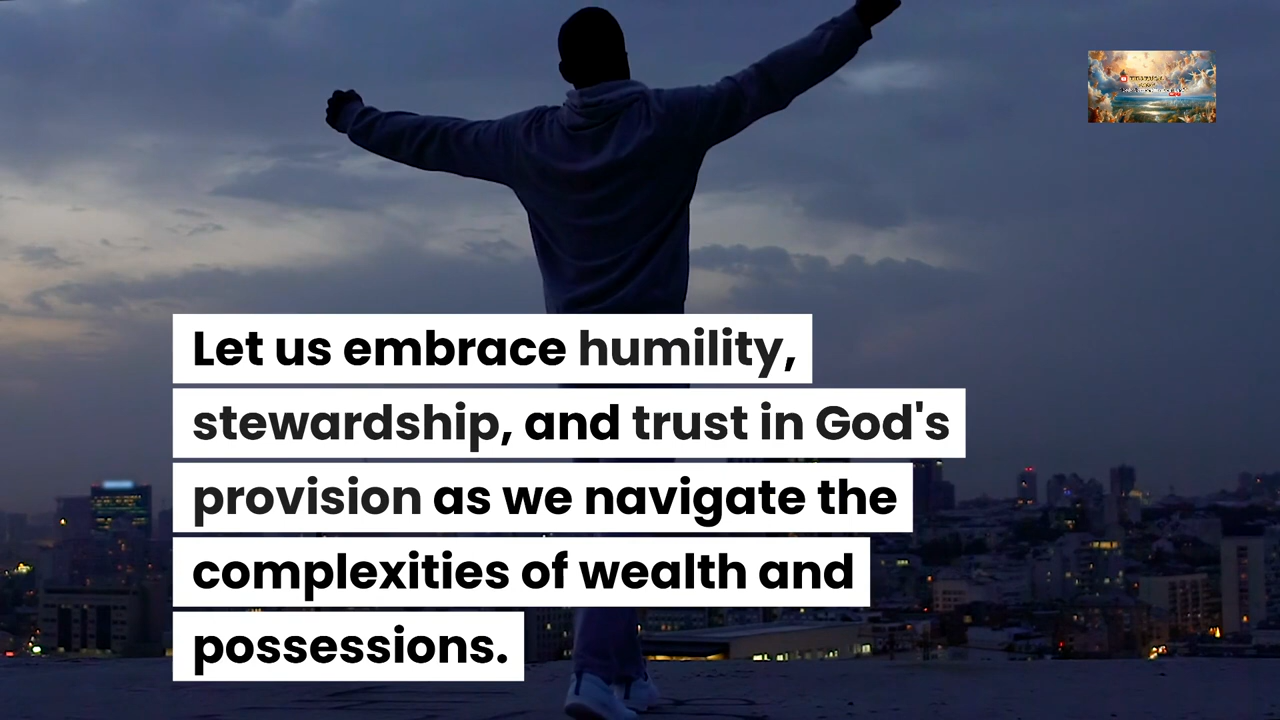 Let us embrace humility,
stewardship, and trust in God's
provision as we navigate the
complexities of wealth and
possessions.